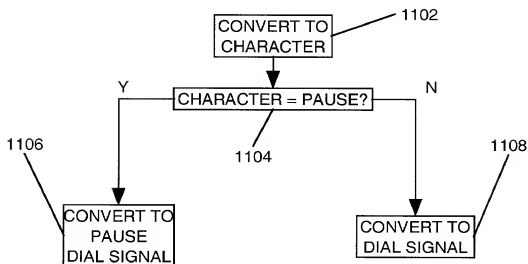 CONVERT TO
CHARACTER
1102
Y
CHARACTER = PAUSE?
N
1104
1106
1108
CONVERT TO
PAUSE
DIAL SIGNAL
CONVERT TO
DIAL SIGNAL